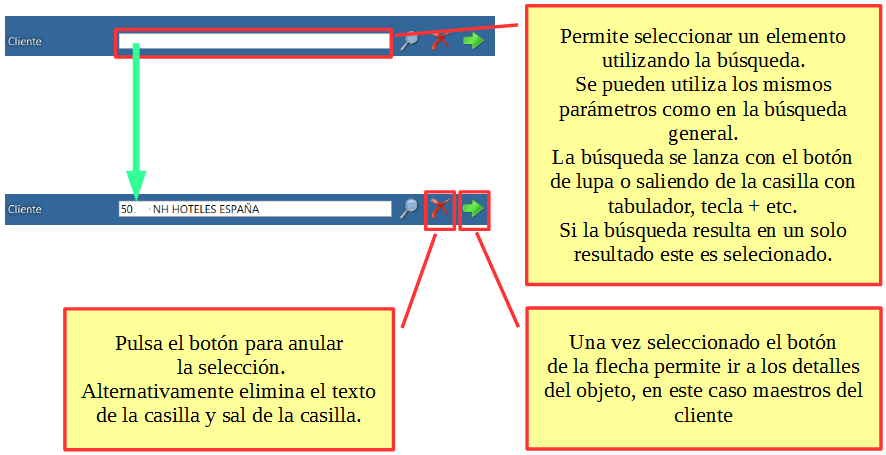 Cliente
Permite seleccionar un elemento
utilizando la búsqueda.
Se pueden utiliza los mismos
parámetros como en la búsqueda
general.
La búsqueda se lanza con el botón
de lupa o saliendo de la casilla con
tabulador, tecla + etc.
Si la búsqueda resulta en un solo
resultado este es selecionado.
Cliente
50 NH HOTELES ESPAÑA
Pulsa el botón para anular
la selección.
Alternativamente elimina el texto
de la casilla y sal de la casilla.
Una vez seleccionado el botón
de la flecha permite ir a los detalles
del objeto, en este caso maestros del
cliente